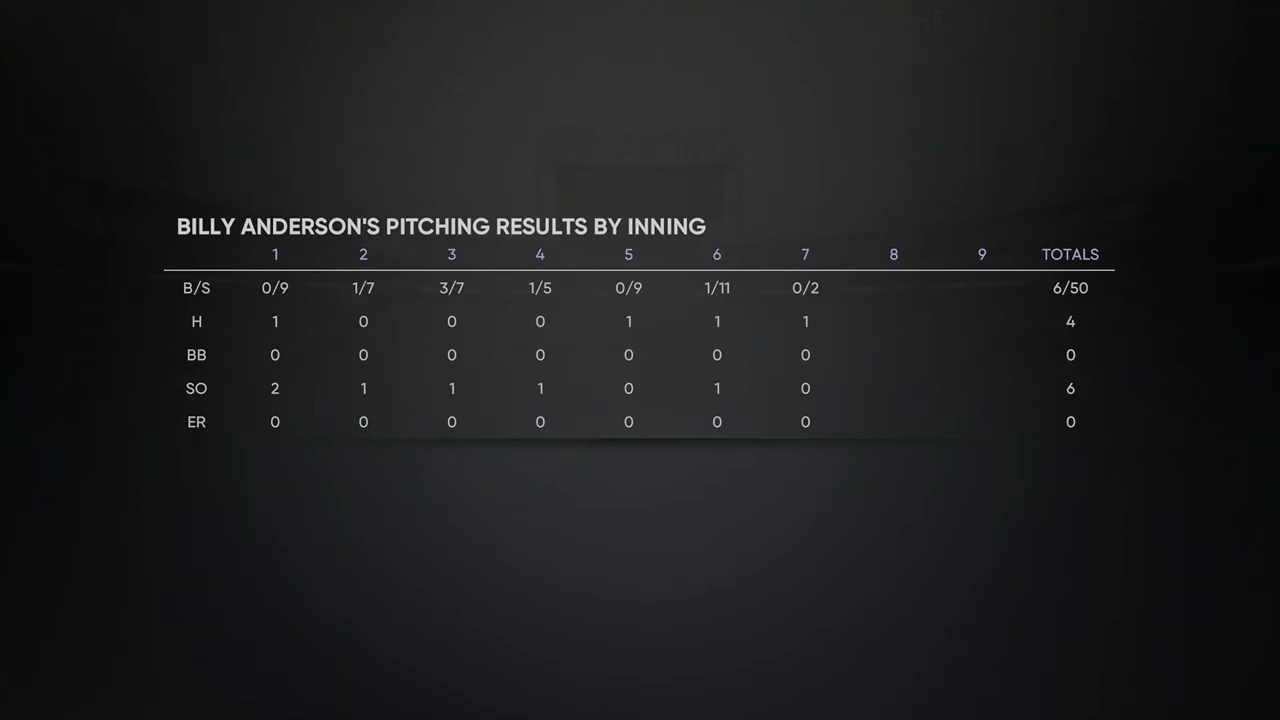 BILLY ANDERSON'S PITCHING RESULTS BY INNING
1 2 3 4 5 6 7 8 9 TOTALS
B/S 0/9 1/7 3/7 1/5 0/9 1/11 0/2 6/50
H 1 0 0 0 1 1 1 4
BB 0 0 0 0 0 0 0 0
SO 2 1 1 1 0 1 0 6
ER 0 0 0 0 0 0 0 0